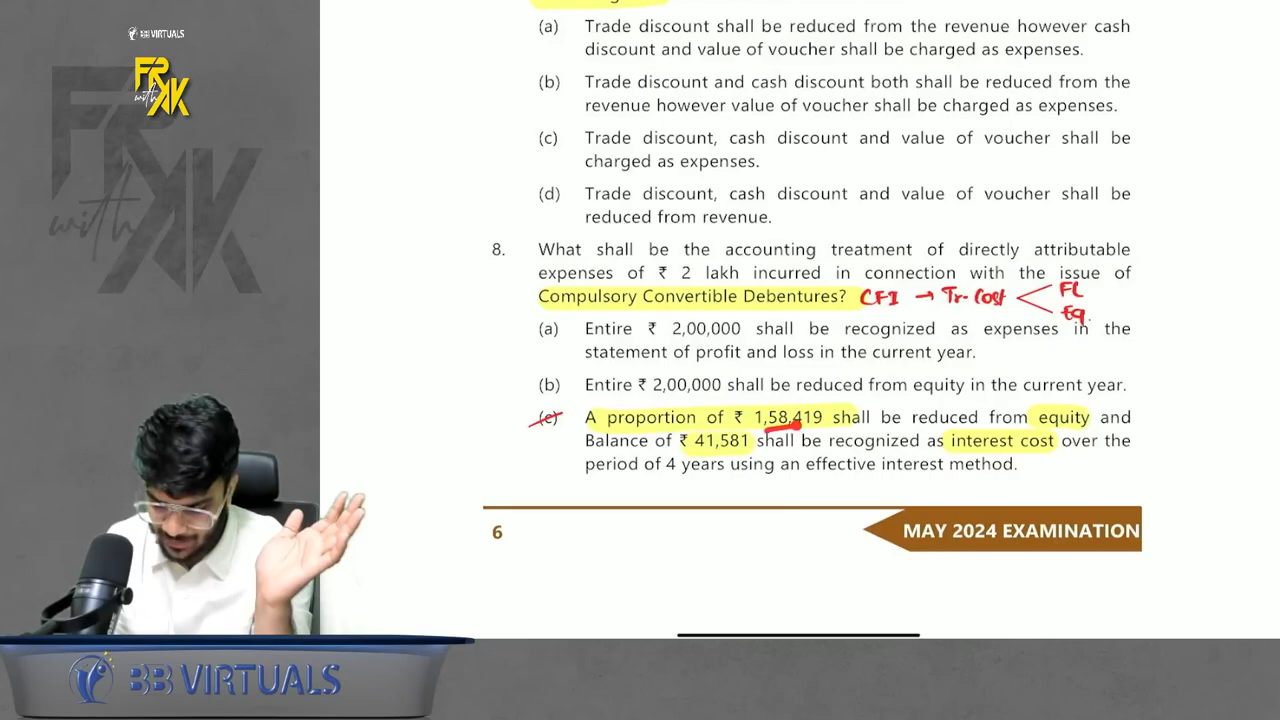 BB VIRTUALS
FR
with
AK
FR
with
AK
(a) Trade discount shall be reduced from the revenue however cash
discount and value of voucher shall be charged as expenses.
(b) Trade discount and cash discount both shall be reduced from the
revenue however value of voucher shall be charged as expenses.
(c) Trade discount, cash discount and value of voucher shall be
charged as expenses.
(d) Trade discount, cash discount and value of voucher shall be
reduced from revenue.
8. What shall be the accounting treatment of directly attributable
expenses of ₹ 2 lakh incurred in connection with the issue of
Compulsory Convertible Debentures? CFI → Tr. Cost FL
Eq.
(a) Entire ₹ 2,00,000 shall be recognized as expenses in the
statement of profit and loss in the current year.
(b) Entire ₹ 2,00,000 shall be reduced from equity in the current year.
(c) A proportion of ₹ 1,58,419 shall be reduced from equity and
Balance of ₹ 41,581 shall be recognized as interest cost over the
period of 4 years using an effective interest method.
6 MAY 2024 EXAMINATION
BB VIRTUALS